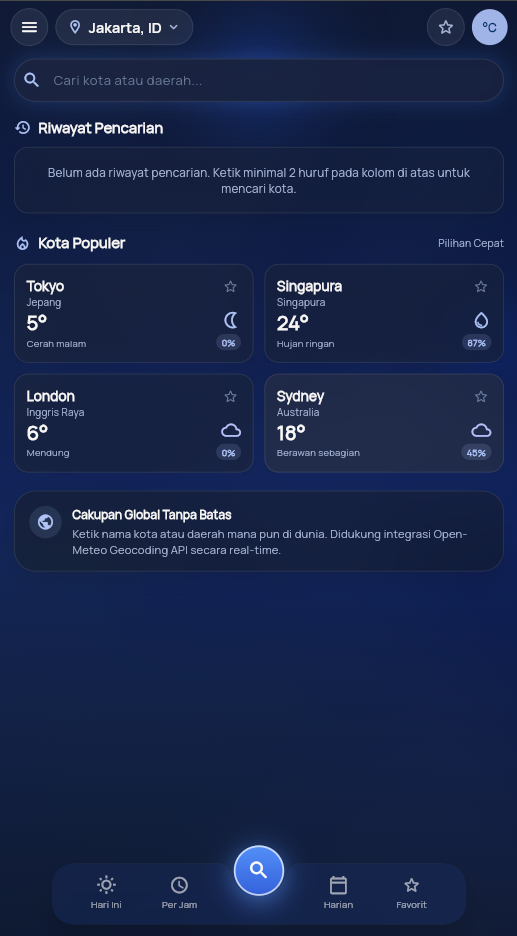 Jakarta, ID
°C
Cari kota atau daerah...
Riwayat Pencarian
Belum ada riwayat pencarian. Ketik minimal 2 huruf pada kolom di atas untuk
mencari kota.
Kota Populer
Pilihan Cepat
Tokyo
Jepang
5°
Cerah malam
0%
Singapura
Singapura
24°
Hujan ringan
87%
London
Inggris Raya
6°
Mendung
0%
Sydney
Australia
18°
Berawan sebagian
45%
Cakupan Global Tanpa Batas
Ketik nama kota atau daerah mana pun di dunia. Didukung integrasi Open-
Meteo Geocoding API secara real-time.
Hari Ini
Per Jam
Harian
Favorit